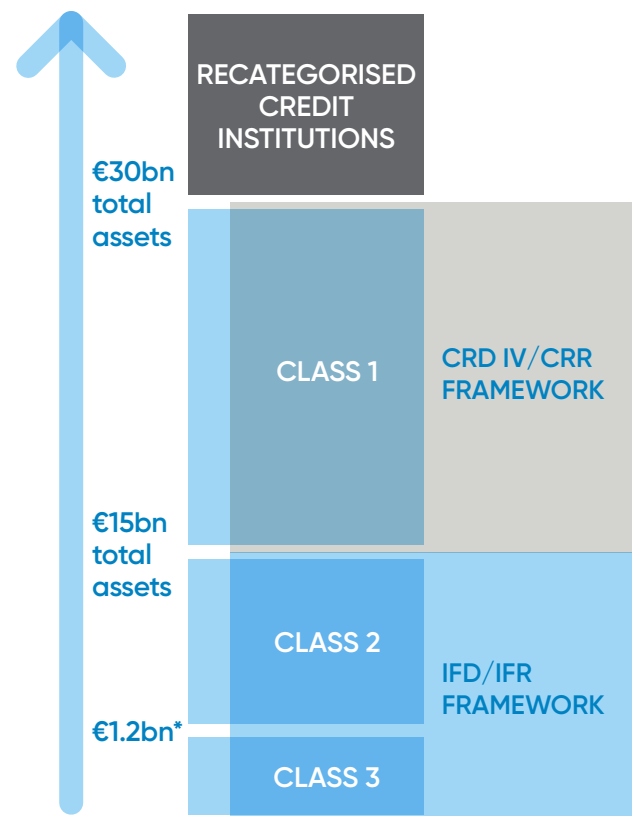 RECATEGORISED
CREDIT
INSTITUTIONS
€30bn
total
assets
CLASS 1
CRD IV/CRR
FRAMEWORK
€15bn
total
assets
CLASS 2
IFD/IFR
FRAMEWORK
€1.2bn*
CLASS 3